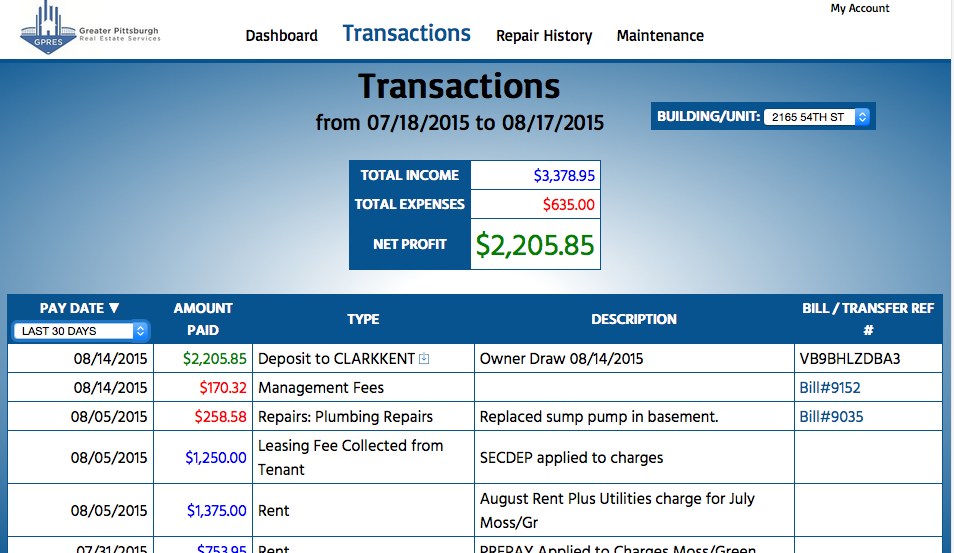 My Account
Greater Pittsburgh
Real Estate Services
GPRES
Dashboard Transactions Repair History Maintenance
Transactions
from 07/18/2015 to 08/17/2015
BUILDING/UNIT: 2165 54TH ST
TOTAL INCOME $3,378.95
TOTAL EXPENSES $635.00
NET PROFIT $2,205.85
PAY DATE ▼ AMOUNT PAID TYPE DESCRIPTION BILL / TRANSFER REF #
LAST 30 DAYS
08/14/2015 $2,205.85 Deposit to CLARKKENT Owner Draw 08/14/2015 VB9BHLZDBA3
08/14/2015 $170.32 Management Fees Bill#9152
08/05/2015 $258.58 Repairs: Plumbing Repairs Replaced sump pump in basement. Bill#9035
08/05/2015 $1,250.00 Leasing Fee Collected from Tenant SECDEP applied to charges
08/05/2015 $1,375.00 Rent August Rent Plus Utilities charge for July Moss/Gr
07/31/2015 $753.95 Rent PREPAY Applied to Charges Moss/Green